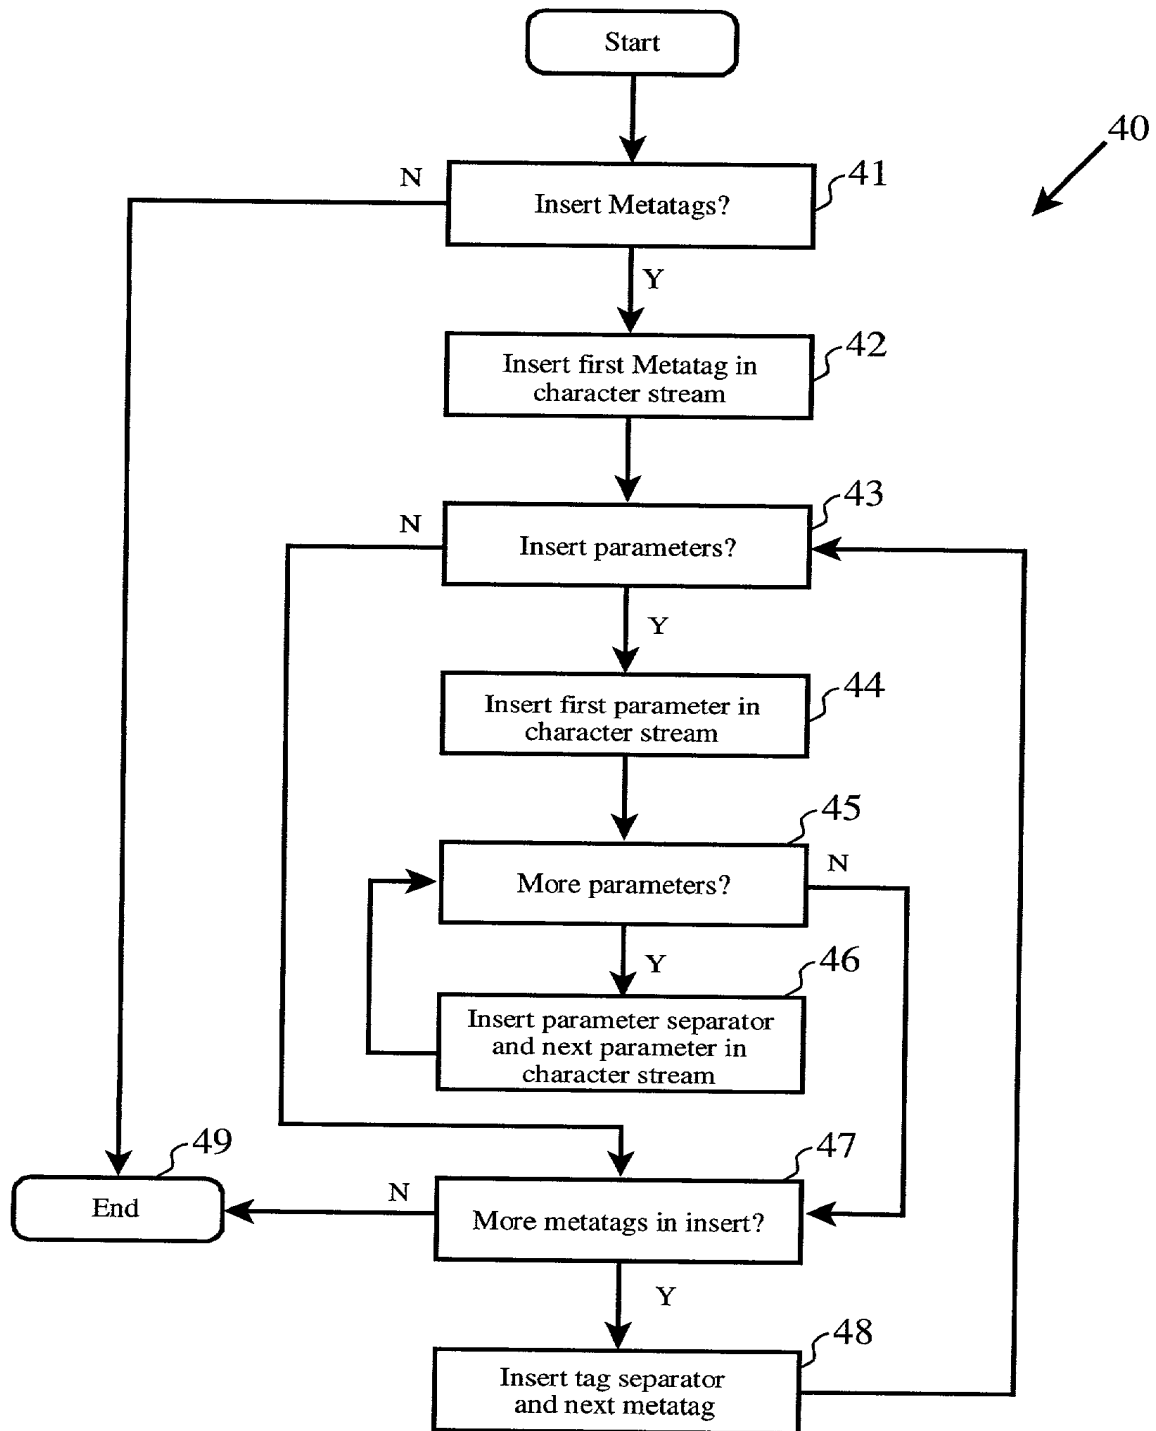 Start
40
N
41
Insert Metatags?
Y
42
Insert first Metatag in
character stream
43
N
Insert parameters?
Y
44
Insert first parameter in
character stream
45
N
More parameters?
Y
46
Insert parameter separator
and next parameter in
character stream
49
47
End
N
More metatags in insert?
Y
48
Insert tag separator
and next metatag